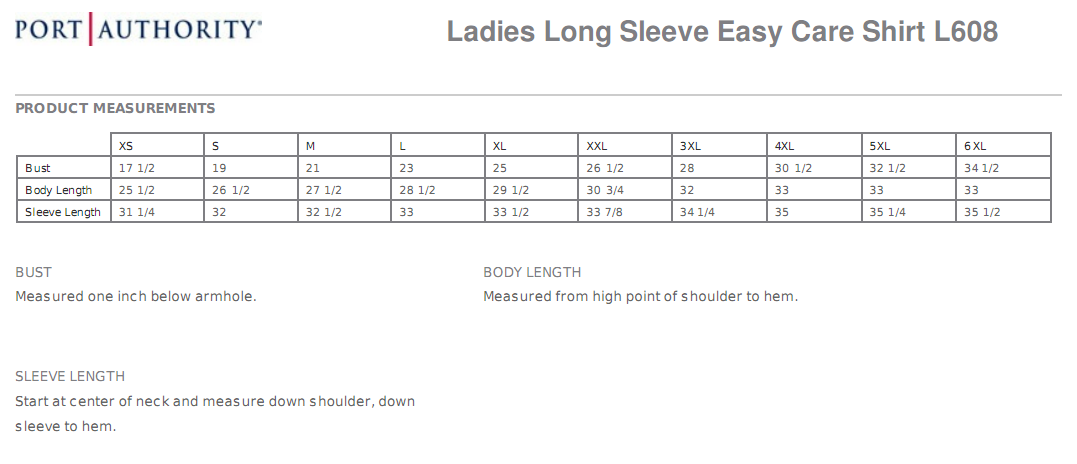 PORT AUTHORITY®
Ladies Long Sleeve Easy Care Shirt L608
PRODUCT MEASUREMENTS
XS S M L XL XXL 3XL 4XL 5XL 6XL
Bust 17 1/2 19 21 23 25 26 1/2 28 30 1/2 32 1/2 34 1/2
Body Length 25 1/2 26 1/2 27 1/2 28 1/2 29 1/2 30 3/4 32 33 33 33
Sleeve Length 31 1/4 32 32 1/2 33 33 1/2 33 7/8 34 1/4 35 35 1/4 35 1/2
BUST
Measured one inch below armhole.
BODY LENGTH
Measured from high point of shoulder to hem.
SLEEVE LENGTH
Start at center of neck and measure down shoulder, down
sleeve to hem.